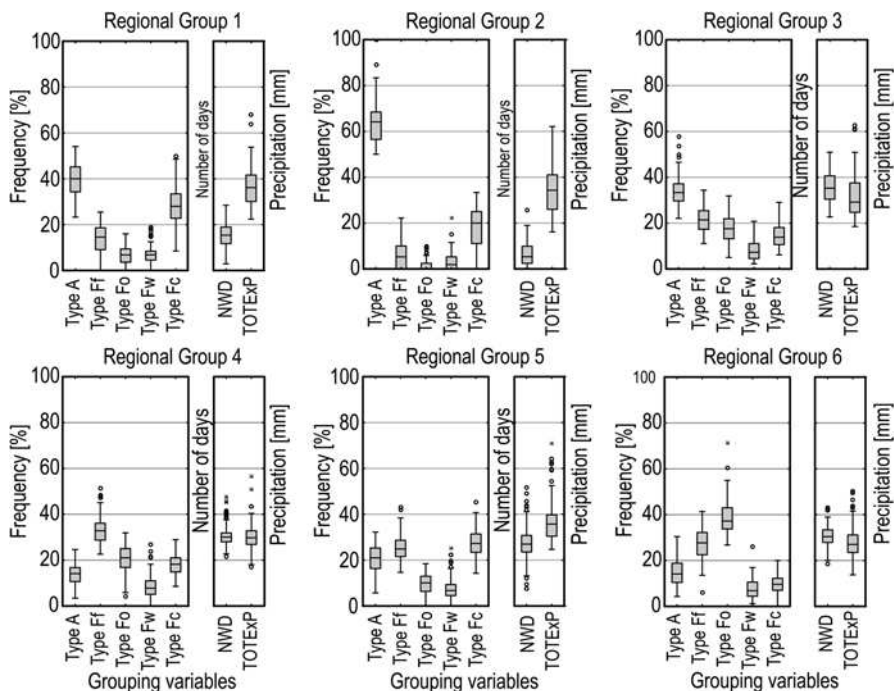 Regional Group 1
Frequency [%]
100
80
60
40
20
0
Type A
Type Ff
Type Fo
Type Fw
Type Fc
Number of days
NWD
TOTExP
Precipitation [mm]
Regional Group 2
Frequency [%]
100
80
60
40
20
0
Type A
Type Ff
Type Fo
Type Fw
Type Fc
Number of days
NWD
TOTExP
Precipitation [mm]
Regional Group 3
Frequency [%]
100
80
60
40
20
0
Type A
Type Ff
Type Fo
Type Fw
Type Fc
Number of days
NWD
TOTExP
Precipitation [mm]
Regional Group 4
Frequency [%]
100
80
60
40
20
0
Type A
Type Ff
Type Fo
Type Fw
Type Fc
Number of days
NWD
TOTExP
Precipitation [mm]
Grouping variables
Regional Group 5
Frequency [%]
100
80
60
40
20
0
Type A
Type Ff
Type Fo
Type Fw
Type Fc
Number of days
NWD
TOTExP
Precipitation [mm]
Grouping variables
Regional Group 6
Frequency [%]
100
80
60
40
20
0
Type A
Type Ff
Type Fo
Type Fw
Type Fc
NWD
TOTExP
Precipitation [mm]
Grouping variables